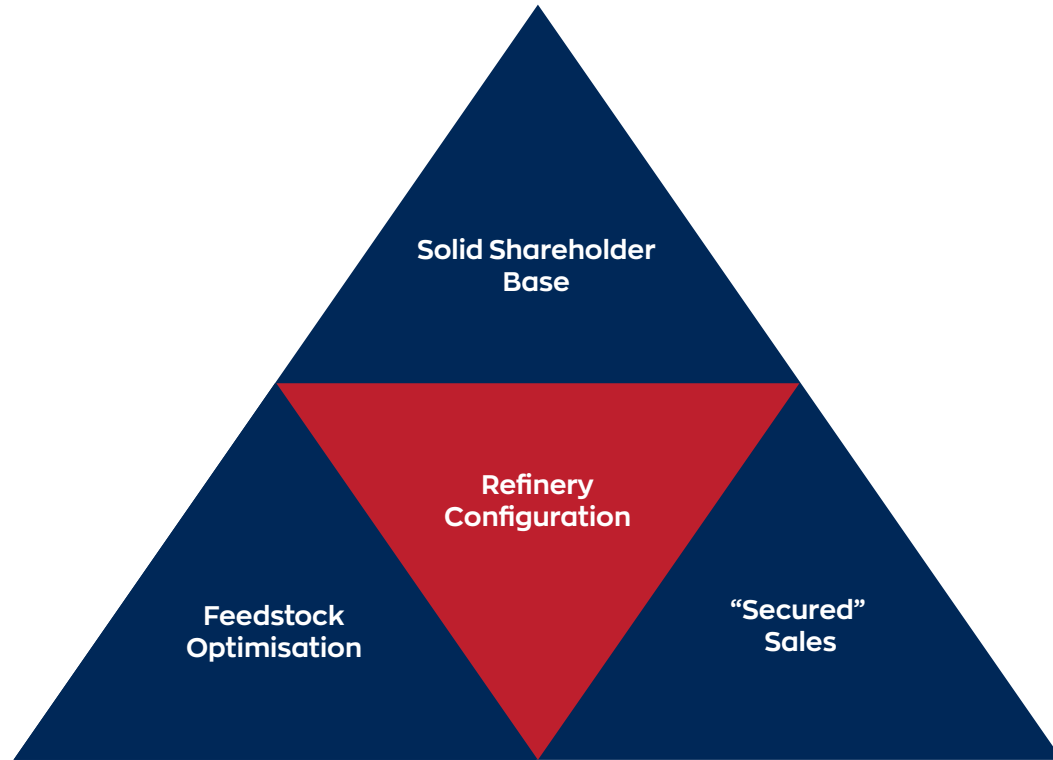 Solid Shareholder
Base
Refinery
Configuration
Feedstock
Optimisation
“Secured”
Sales